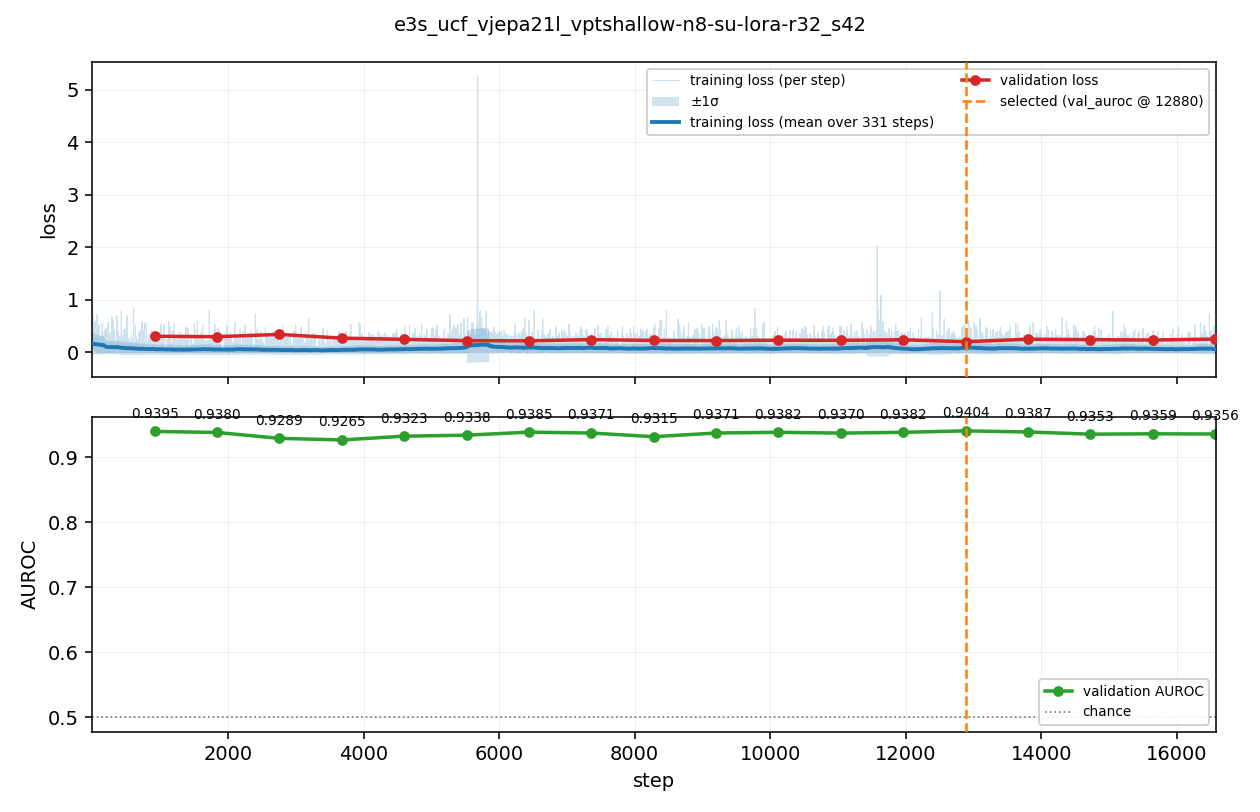 e3s_ucf_vjepa21l_vptshallow-n8-su-lora-r32_s42
training loss (per step)
±1σ
training loss (mean over 331 steps)
validation loss
selected (val_auroc @ 12880)
5
4
3
2
1
0
loss
0.9395 0.9380 0.9289 0.9265 0.9323 0.9338 0.9385 0.9371 0.9315 0.9371 0.9382 0.9370 0.9382 0.9404 0.9387 0.9353 0.9359 0.9356
0.9
0.8
0.7
0.6
0.5
AUROC
validation AUROC
chance
2000 4000 6000 8000 10000 12000 14000 16000
step